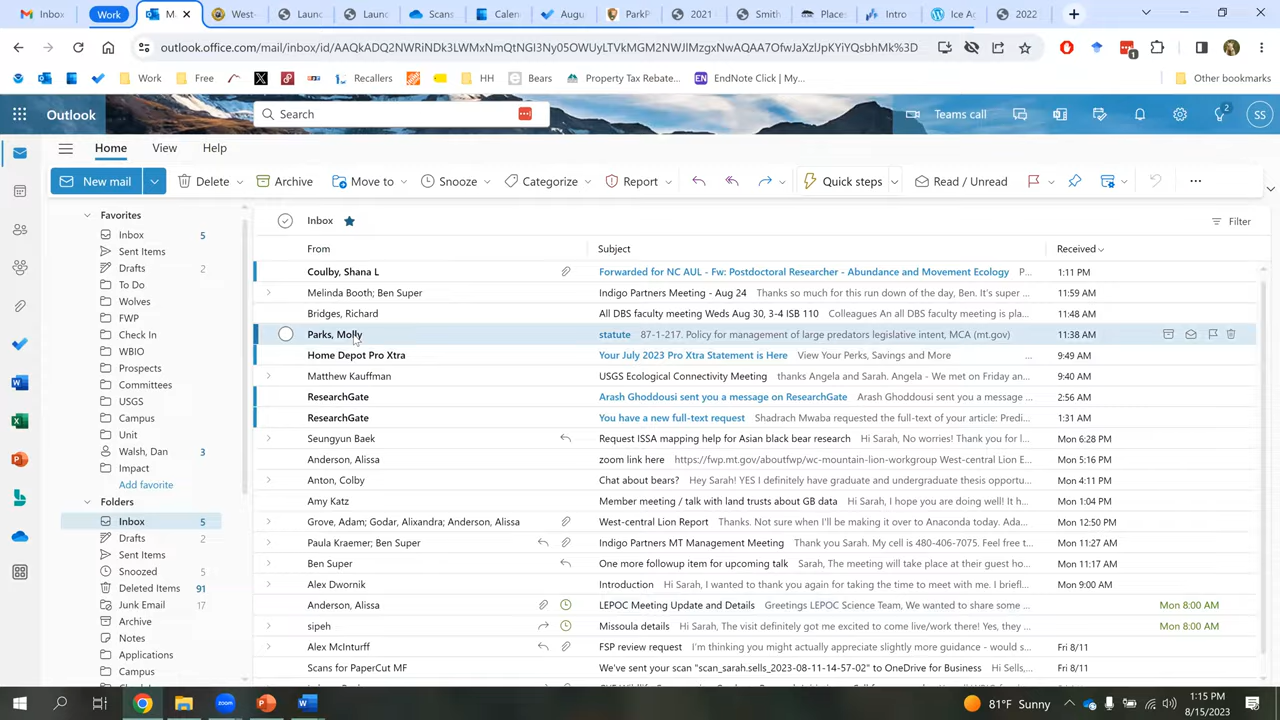 Inbox
Work
M
West-
Launc
Launc
Scans
Calen
Augu
ParkP
2021
Smith
Places
Intro
Ice Ag
2022
outlook.office.com/mail/inbox/id/
Work
Free
Recallers
HH
Bears
Property Tax Rebate...
EN EndNote Click | My...
Other bookmarks
Outlook
Search
Teams call
2
SS
Home
View
Help
New mail
Delete
Archive
Move to
Snooze
Categorize
Report
Quick steps
Read / Unread
Favorites
Inbox 5
Sent Items
Drafts 2
To Do
Wolves
FWP
Check In
WBIO
Prospects
Committees
USGS
Campus
Unit
Walsh, Dan 3
Impact
Add favorite
Folders
Inbox 5
Drafts 2
Sent Items
Snoozed 5
Deleted Items 91
Junk Email 17
Archive
Notes
Applications
Campus
Inbox
Filter
From Subject Received
Coulby, Shana L Forwarded for NC AUL - Fw: Postdoctoral Researcher - Abundance and Movement Ecology P... 1:11 PM
Melinda Booth; Ben Super Indigo Partners Meeting - Aug 24 Thanks so much for this run down of the day, Ben. It's super ... 11:59 AM
Bridges, Richard All DBS faculty meeting Weds Aug 30, 3-4 ISB 110 Colleagues An all DBS faculty meeting is pla... 11:48 AM
Parks, Molly statute 87-1-217. Policy for management of large predators legislative intent, MCA (mt.gov) 11:38 AM
Home Depot Pro Xtra Your July 2023 Pro Xtra Statement is Here View Your Perks, Savings and More ... 9:49 AM
Matthew Kauffman USGS Ecological Connectivity Meeting thanks Angela and Sarah. Angela - We met on Friday an... 9:40 AM
ResearchGate Arash Ghoddousi sent you a message on ResearchGate Arash Ghoddousi sent you a message ... 2:56 AM
ResearchGate You have a new full-text request Shadrach Mwaba requested the full-text of your article: Predi... 1:31 AM
Seungyun Baek Request ISSA mapping help for Asian black bear research Hi Sarah, No worries! Thank you for l... Mon 6:28 PM
Anderson, Alissa zoom link here https://fwp.mt.gov/aboutfwp/wc-mountain-lion-workgroup West-central Lion E... Mon 5:16 PM
Anton, Colby Chat about bears? Hey Sarah! YES I definitely have graduate and undergraduate thesis opportu... Mon 4:11 PM
Amy Katz Member meeting / talk with land trusts about GB data Hi Sarah, I hope you are doing well! It h... Mon 1:04 PM
Grove, Adam; Godar, Alixandra; Anderson, Alissa West-central Lion Report Thanks. Not sure when I'll be making it over to Anaconda today. Ada... Mon 12:50 PM
Paula Kraemer; Ben Super Indigo Partners MT Management Meeting Thank you Sarah. My cell is 480-406-7075. Feel free t... Mon 11:27 AM
Ben Super One more followup item for upcoming talk Sarah, The meeting will take place at their guest ho... Mon 11:17 AM
Alex Dwornik Introduction Hi Sarah, I wanted to thank you again for taking the time to meet with me. I briefl... Mon 9:00 AM
Anderson, Alissa LEPOC Meeting Update and Details Greetings LEPOC Science Team, We wanted to share some ... Mon 8:00 AM
sipeh Missoula details Hi Sarah, The visit definitely got me excited to come live/work there! Yes, they ... Mon 8:00 AM
Alex McInturff FSP review request I'm thinking you might actually appreciate slightly more guidance - would s... Fri 8/11
Scans for PaperCut MF We've sent your scan "scan_sarah.sells_2023-08-11-14-57-02" to OneDrive for Business Hi Sells,... Fri 8/11
zoom
81°F Sunny
1:15 PM
8/15/2023